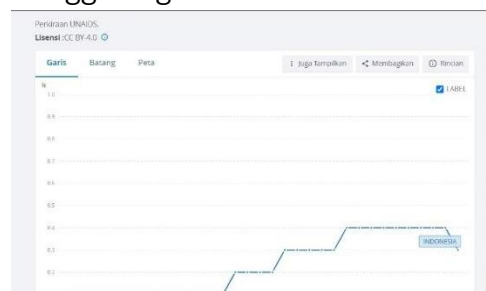 Perkiraan UNAIDS.
Lisensi :CC BY-4.0
Garis Batang Peta Juga Tampilkan Membagikan Rincian
%
LABEL
1.0
0.9
0.8
0.7
0.6
0.5
0.4
INDONESIA
0.3
0.2